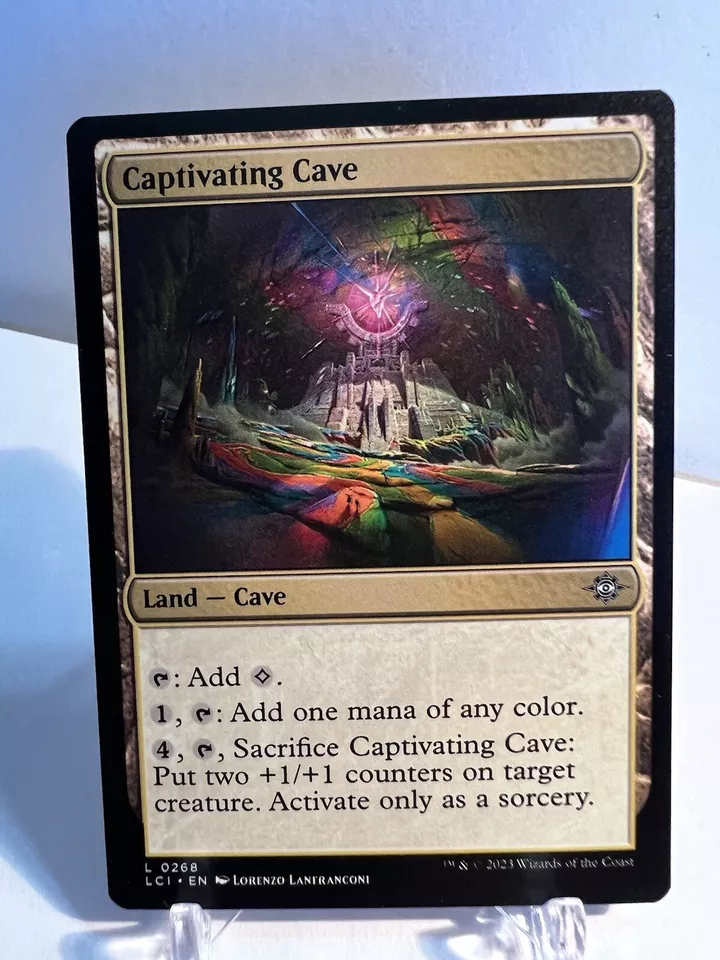 Captivating Cave
Land — Cave
: Add .
1, : Add one mana of any color.
4, , Sacrifice Captivating Cave:
Put two +1/+1 counters on target
creature. Activate only as a sorcery.
L 0268
LCI • EN Lorenzo Lanfranconi
™ & © 2023 Wizards of the Coast